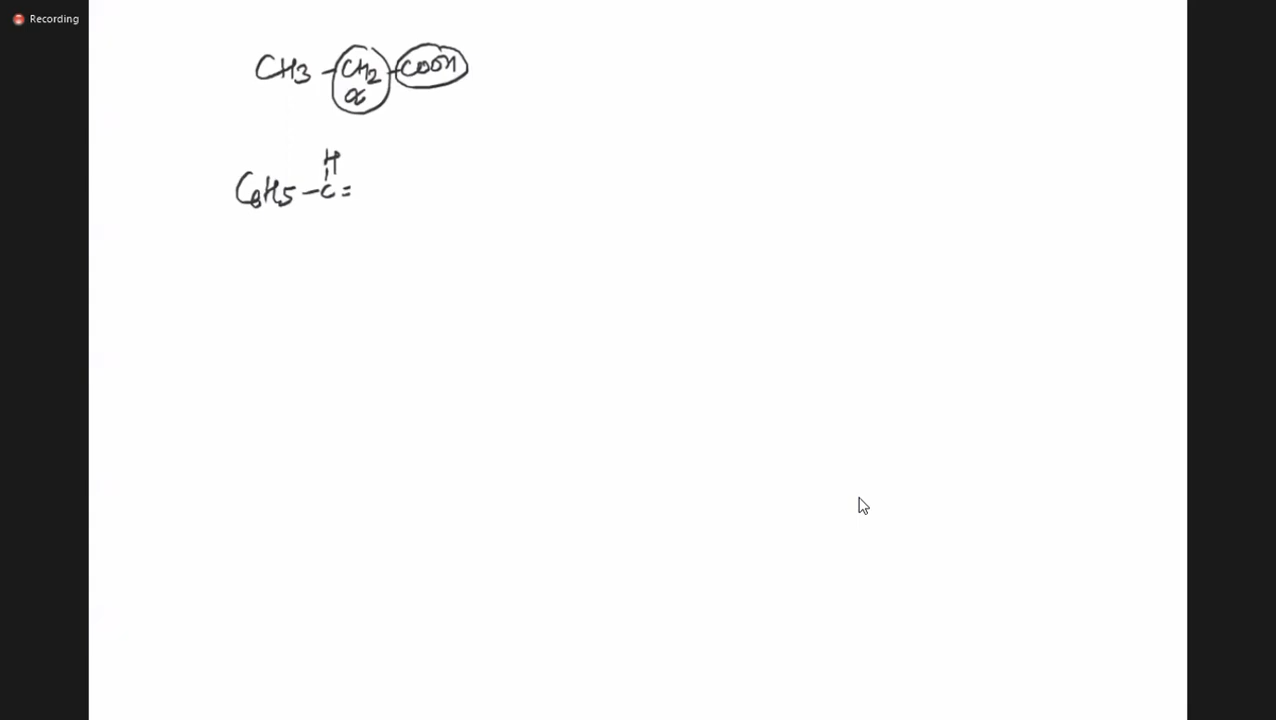 Recording
CH3-CH2-COOH
α
H
C6H5-C=